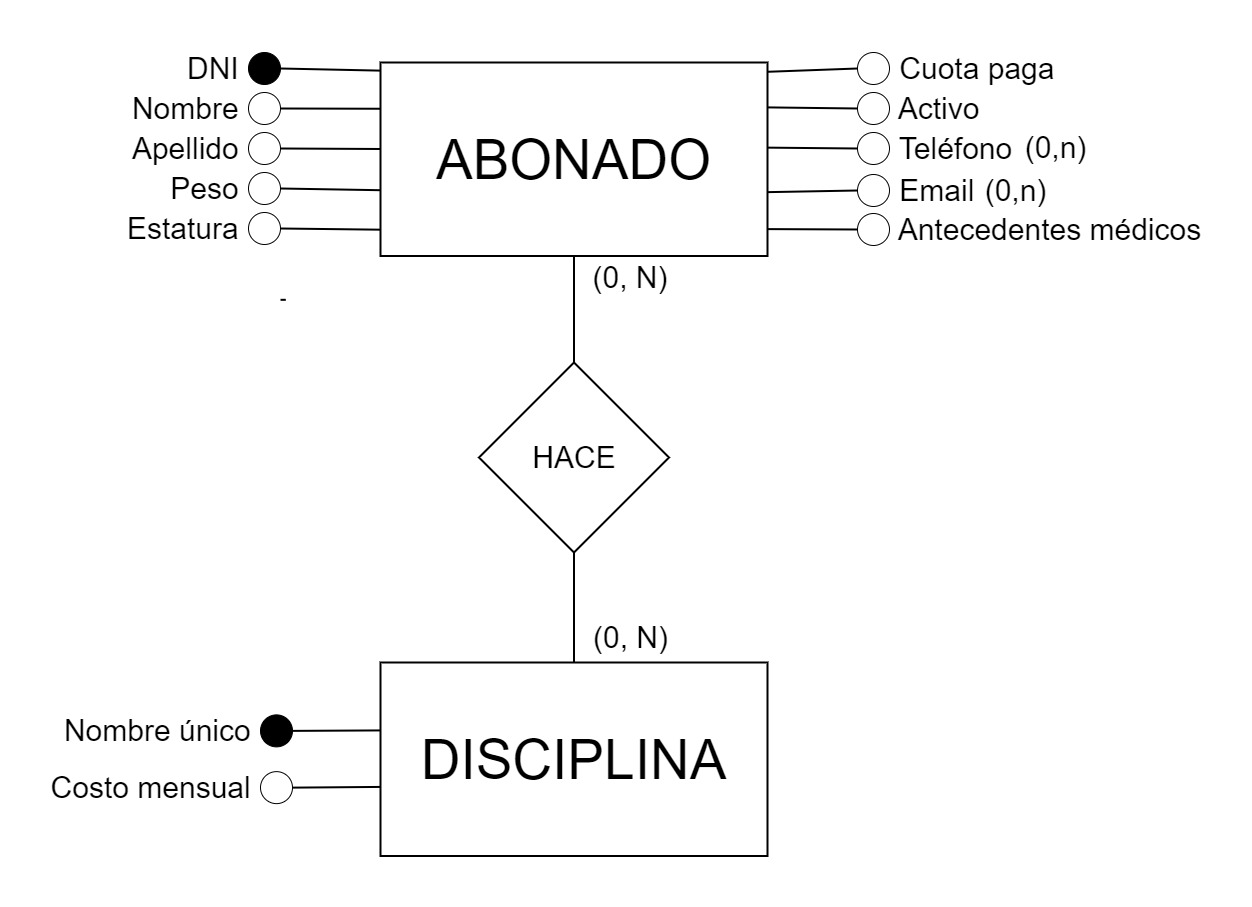 DNI
Nombre
Apellido
Peso
Estatura
ABONADO
Cuota paga
Activo
Teléfono (0,n)
Email (0,n)
Antecedentes médicos
(0, N)
-
HACE
(0, N)
Nombre único
Costo mensual
DISCIPLINA